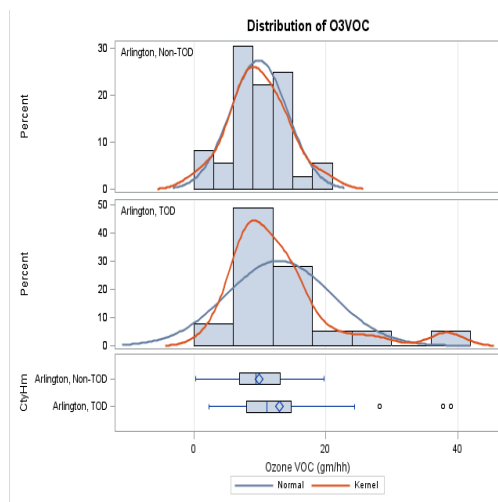 Distribution of O3VOC
Arlington, Non-TOD
Percent
30
20
10
0
Arlington, TOD
Percent
50
40
30
20
10
0
CtyHm
Arlington, Non-TOD
Arlington, TOD
0
20
40
Ozone VOC (gm/hh)
Normal
Kernel